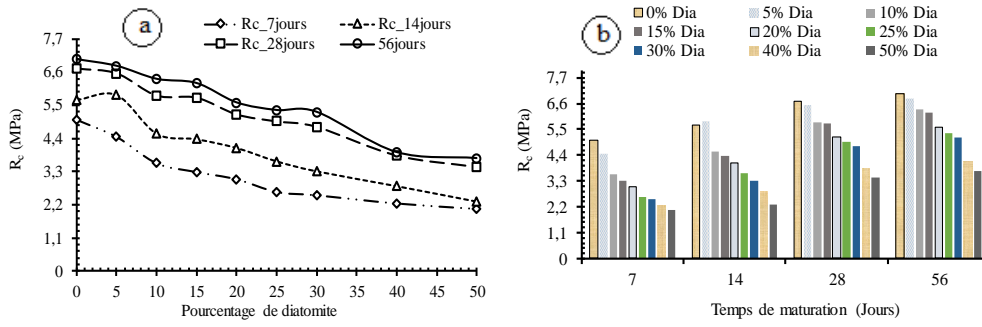 a
Rc_7jours Rc_14jours
Rc_28jours 56jours
7,7
6,6
5,5
4,4
3,3
2,2
1,1
0
R_c (MPa)
0 5 10 15 20 25 30 35 40 45 50
Pourcentage de diatomite
b
0% Dia 5% Dia 10% Dia
15% Dia 20% Dia 25% Dia
30% Dia 40% Dia 50% Dia
7,7
6,6
5,5
4,4
3,3
2,2
1,1
0
R_c (MPa)
7 14 28 56
Temps de maturation (Jours)